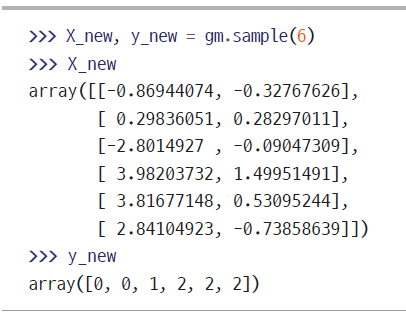 >>> X_new, y_new = gm.sample(6)
>>> X_new
array([[-0.86944074, -0.32767626],
       [ 0.29836051, 0.28297011],
       [-2.8014927 , -0.09047309],
       [ 3.98203732, 1.49951491],
       [ 3.81677148, 0.53095244],
       [ 2.84104923, -0.73858639]])
>>> y_new
array([0, 0, 1, 2, 2, 2])